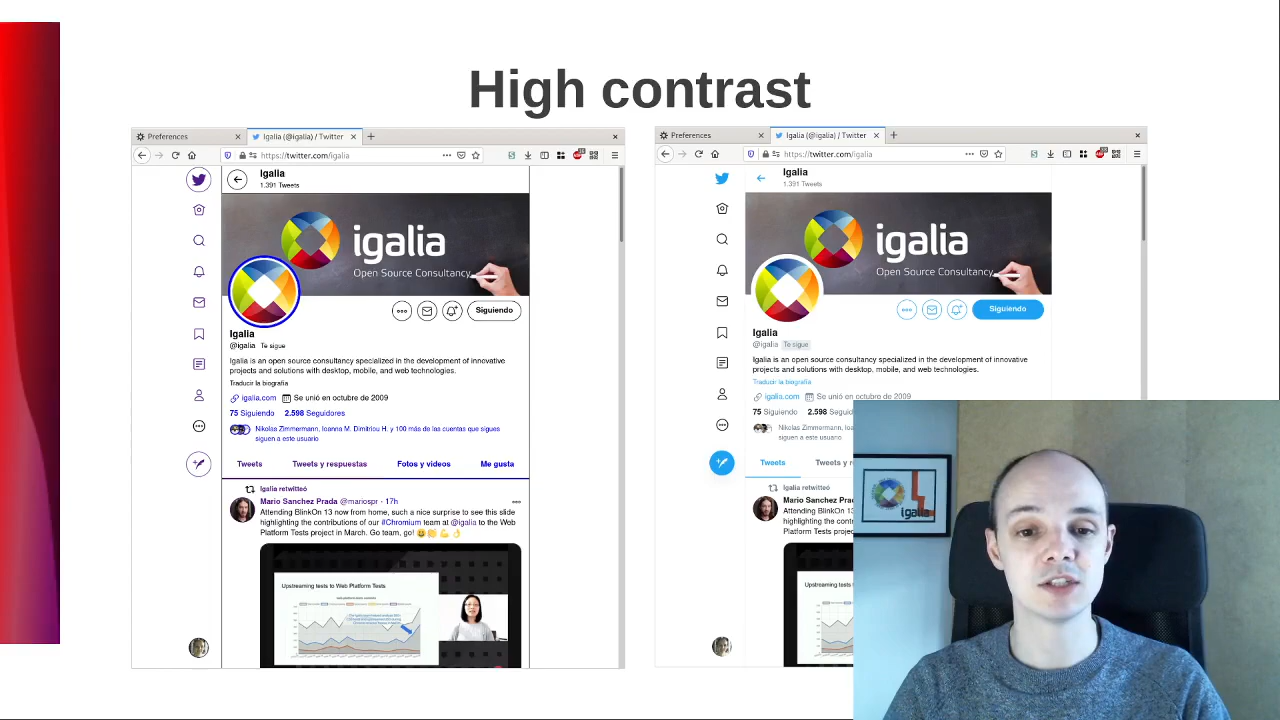 High contrast
Preferences
Igalia (@igalia) / Twitter
https://twitter.com/igalia
Igalia
1.391 Tweets
igalia
Open Source Consultancy
Siguiendo
Igalia
@igalia Te sigue
Igalia is an open source consultancy specialized in the development of innovative
projects and solutions with desktop, mobile, and web technologies.
Traducir la biografía
igalia.com Se unió en octubre de 2009
75 Siguiendo 2.598 Seguidores
Nikolas Zimmermann, Ioanna M. Dimitriou H. y 100 más de las cuentas que sigues
siguen a este usuario
Tweets Tweets y respuestas Fotos y vídeos Me gusta
Igalia retwitteó
Mario Sanchez Prada @mariospr · 17h
Attending BlinkOn 13 now from home, such a nice surprise to see this slide
highlighting the contributions of our #Chromium team at @igalia to the Web
Platform Tests project in March. Go team, go! 😀👏💪👌
Upstreaming tests to Web Platform Tests
Preferences
Igalia (@igalia) / Twitter
https://twitter.com/igalia
Igalia
1.391 Tweets
igalia
Open Source Consultancy
Siguiendo
Igalia
@igalia Te sigue
Igalia is an open source consultancy specialized in the development of innovative
projects and solutions with desktop, mobile, and web technologies.
Traducir la biografía
igalia.com Se unió en octubre de 2009
75 Siguiendo 2.598 Seguid
Nikolas Zimmermann, Ioan
siguen a este usuario
Tweets Tweets y r
Igalia retwitteó
Mario Sanchez Prad
Attending BlinkOn 13
highlighting the contri
Platform Tests projec
Upstreaming tests to Web
igalia